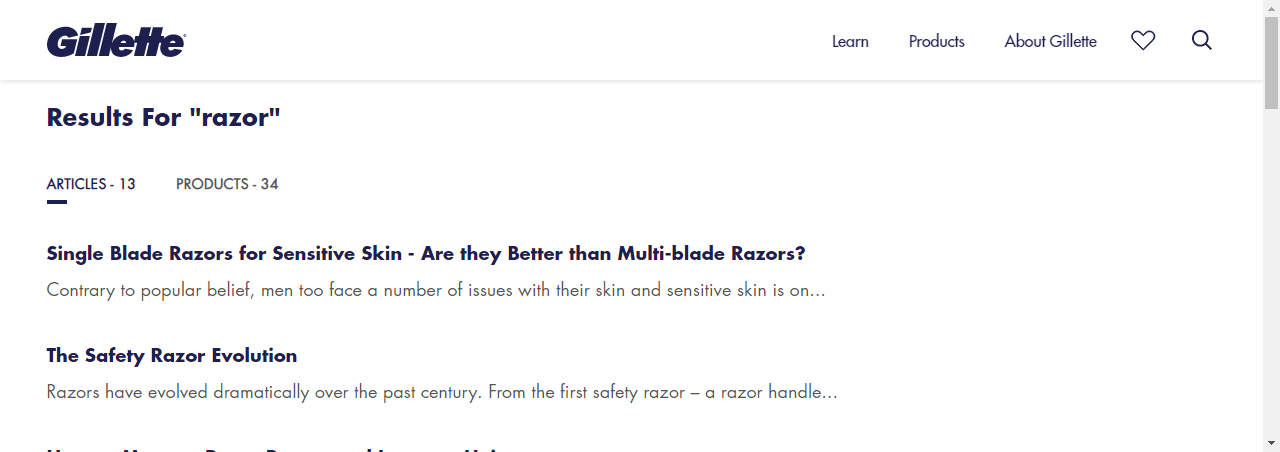 Gillette
Learn Products About Gillette
Results For "razor"
ARTICLES - 13 PRODUCTS - 34
Single Blade Razors for Sensitive Skin - Are they Better than Multi-blade Razors?
Contrary to popular belief, men too face a number of issues with their skin and sensitive skin is on...
The Safety Razor Evolution
Razors have evolved dramatically over the past century. From the first safety razor – a razor handle...